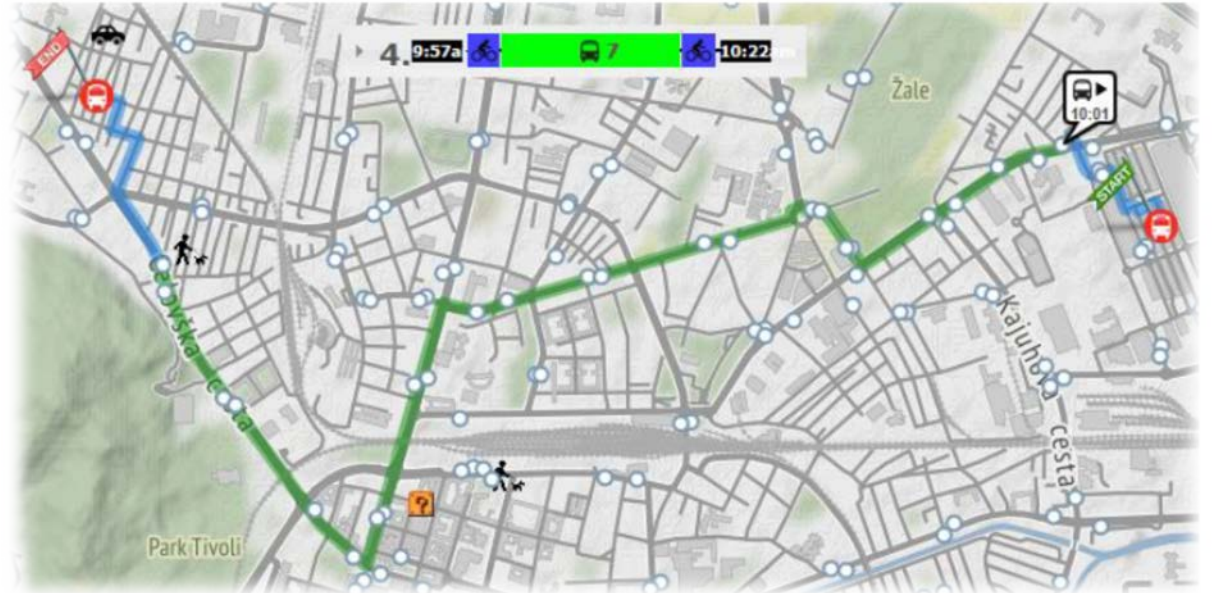 END
4. 9:57a 7 10:22
Žale
10:01
START
Kajuhova cesta
Celovška cesta
Park Tivoli
?